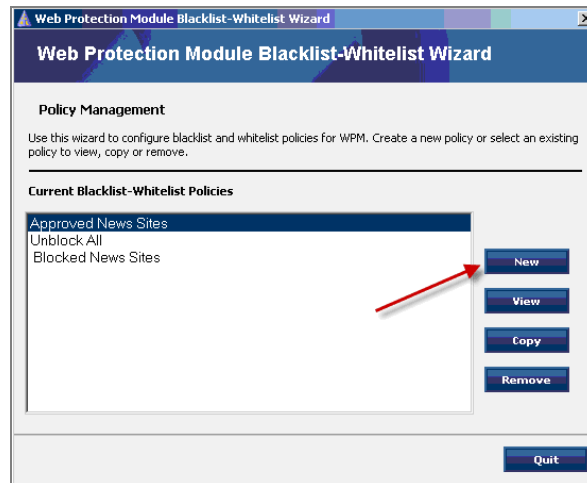 Web Protection Module Blacklist-Whitelist Wizard
Web Protection Module Blacklist-Whitelist Wizard
Policy Management
Use this wizard to configure blacklist and whitelist policies for WPM. Create a new policy or select an existing
policy to view, copy or remove.
Current Blacklist-Whitelist Policies
Approved News Sites
Unblock All
Blocked News Sites
New
View
Copy
Remove
Quit